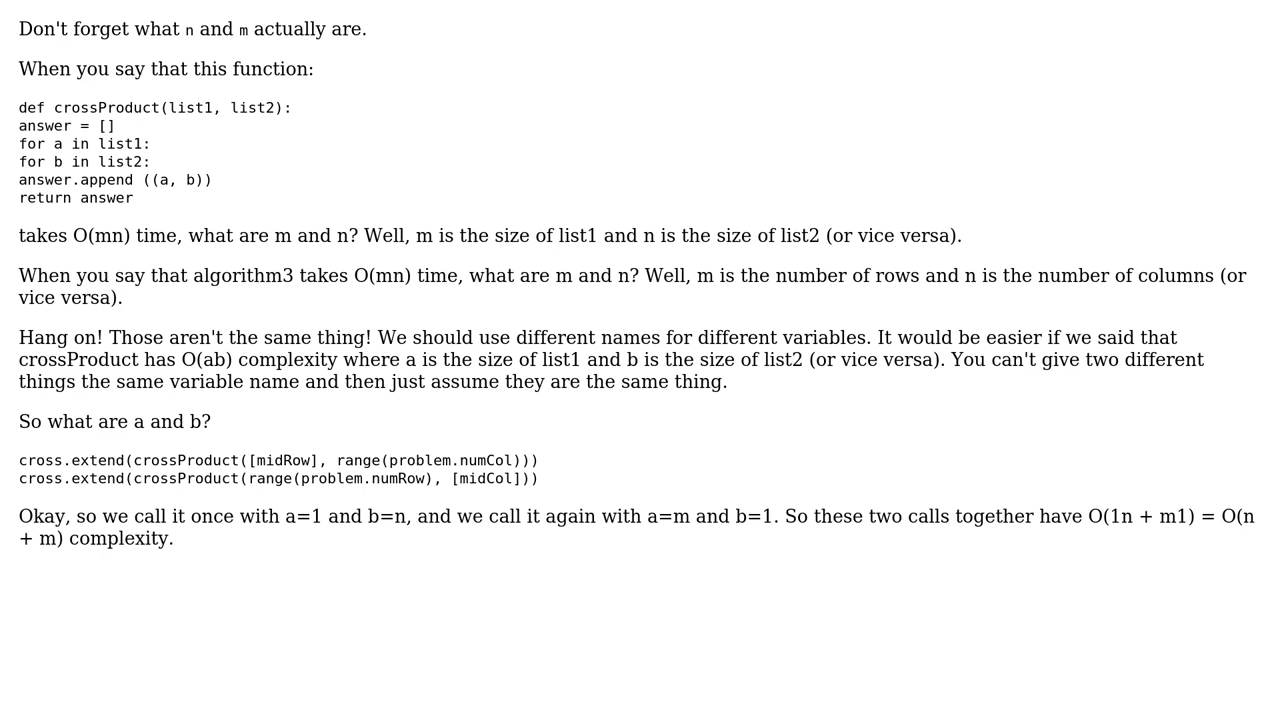 Don't forget what n and m actually are.
When you say that this function:
def crossProduct(list1, list2):
answer = []
for a in list1:
for b in list2:
answer.append ((a, b))
return answer
takes O(mn) time, what are m and n? Well, m is the size of list1 and n is the size of list2 (or vice versa).
When you say that algorithm3 takes O(mn) time, what are m and n? Well, m is the number of rows and n is the number of columns (or
vice versa).
Hang on! Those aren't the same thing! We should use different names for different variables. It would be easier if we said that
crossProduct has O(ab) complexity where a is the size of list1 and b is the size of list2 (or vice versa). You can't give two different
things the same variable name and then just assume they are the same thing.
So what are a and b?
cross.extend(crossProduct([midRow], range(problem.numCol)))
cross.extend(crossProduct(range(problem.numRow), [midCol]))
Okay, so we call it once with a=1 and b=n, and we call it again with a=m and b=1. So these two calls together have O(1n + m1) = O(n
+ m) complexity.